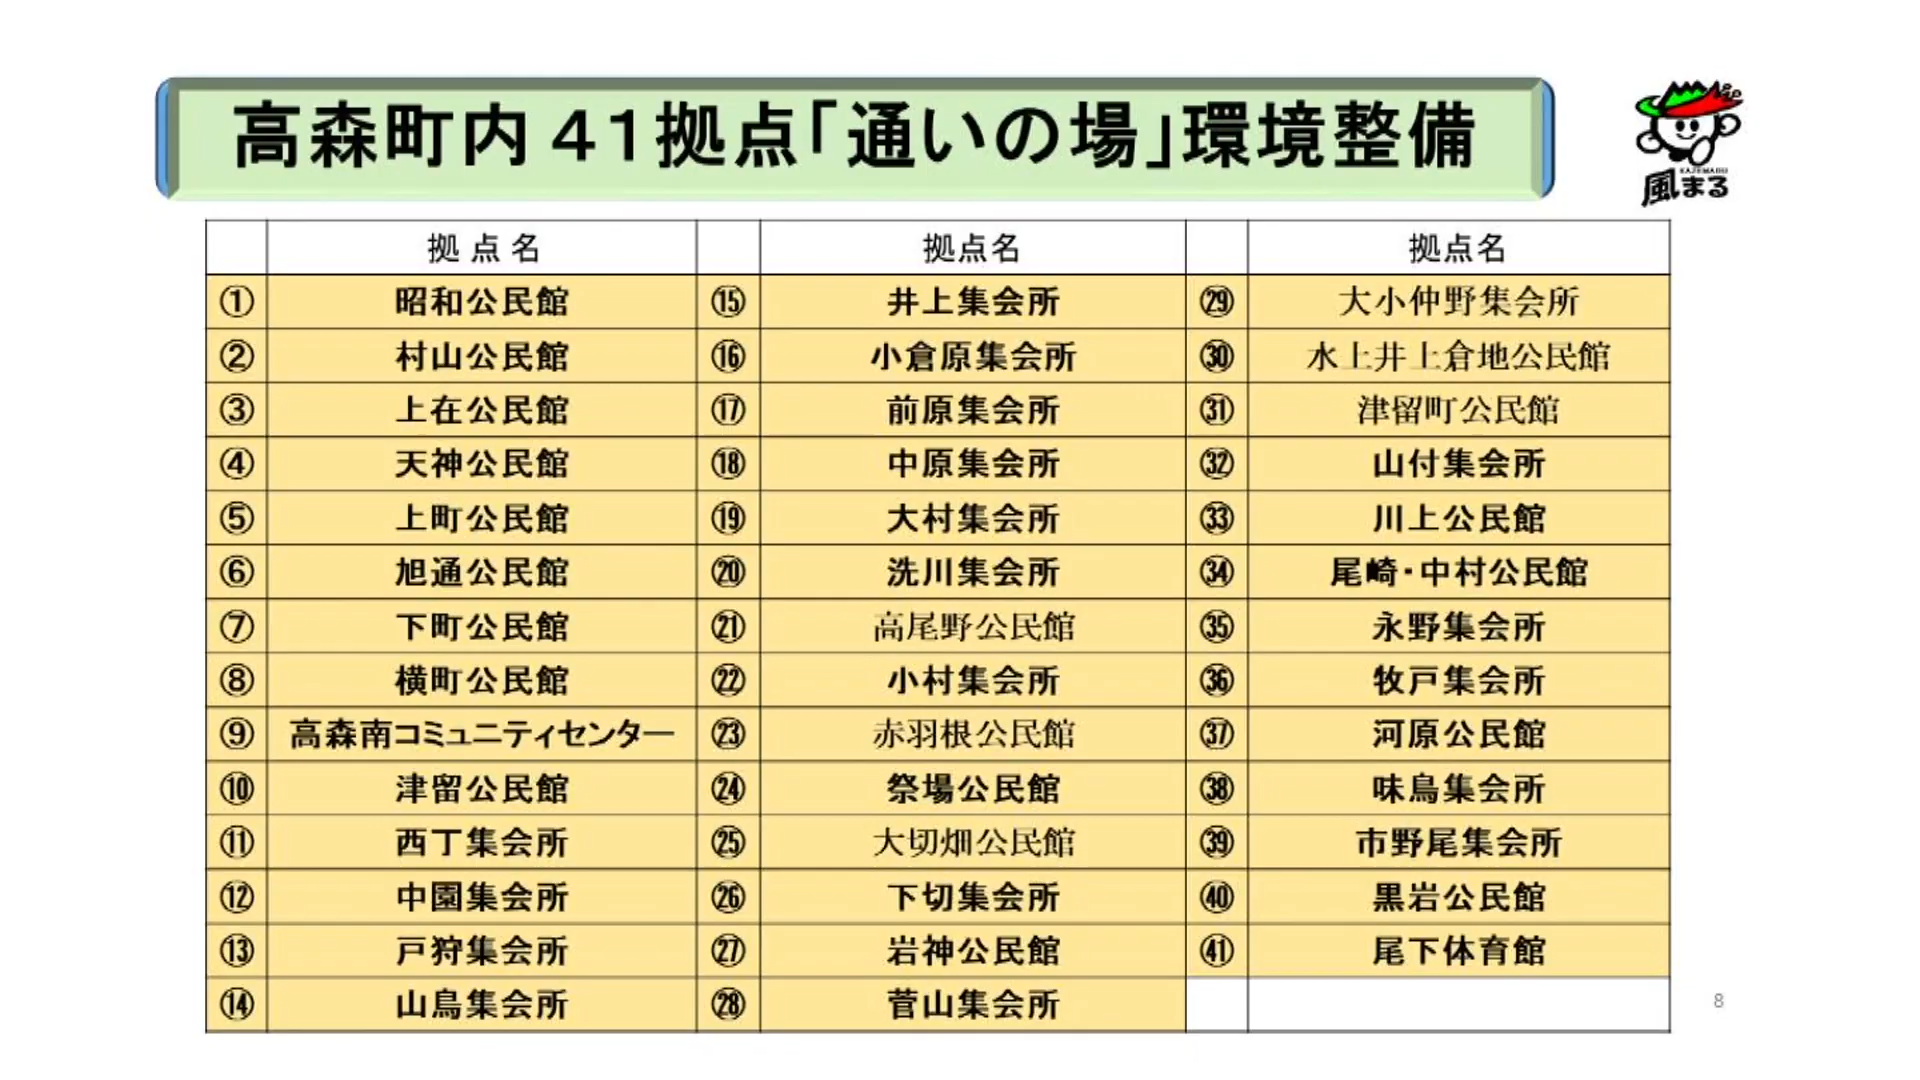 高森町内４１拠点「通いの場」環境整備
KAZEMARU
風まる
拠点名 拠点名 拠点名
① 昭和公民館 ⑮ 井上集会所 ㉙ 大小仲野集会所
② 村山公民館 ⑯ 小倉原集会所 ㉚ 水上井上倉地公民館
③ 上在公民館 ⑰ 前原集会所 ㉛ 津留町公民館
④ 天神公民館 ⑱ 中原集会所 ㉜ 山付集会所
⑤ 上町公民館 ⑲ 大村集会所 ㉝ 川上公民館
⑥ 旭通公民館 ⑳ 洗川集会所 ㉞ 尾崎・中村公民館
⑦ 下町公民館 ㉑ 高尾野公民館 ㉟ 永野集会所
⑧ 横町公民館 ㉒ 小村集会所 ㊱ 牧戸集会所
⑨ 高森南コミュニティセンター ㉓ 赤羽根公民館 ㊲ 河原公民館
⑩ 津留公民館 ㉔ 祭場公民館 ㊳ 味鳥集会所
⑪ 西丁集会所 ㉕ 大切畑公民館 ㊴ 市野尾集会所
⑫ 中園集会所 ㉖ 下切集会所 ㊵ 黒岩公民館
⑬ 戸狩集会所 ㉗ 岩神公民館 ㊶ 尾下体育館
⑭ 山鳥集会所 ㉘ 菅山集会所
8